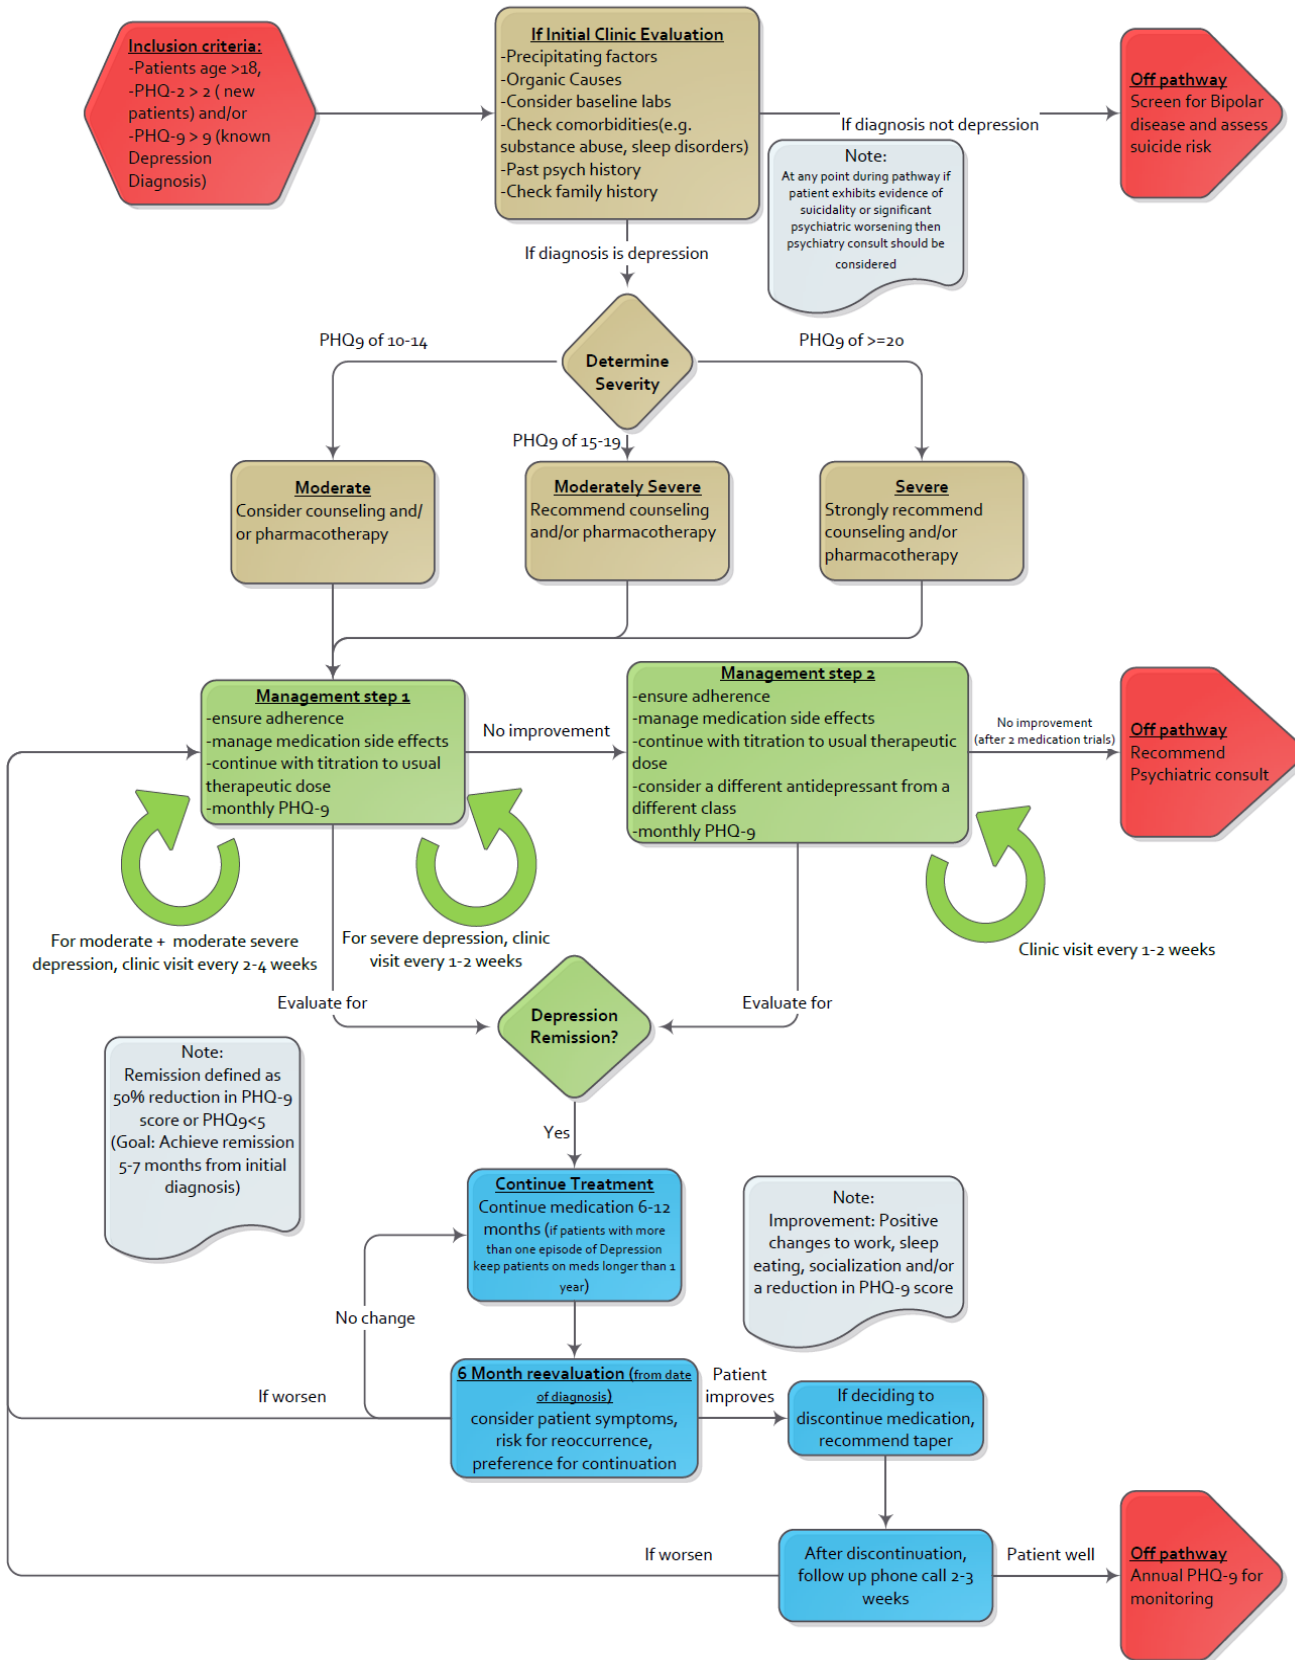 Inclusion criteria:
-Patients age >18,
-PHQ-2 > 2 ( new
patients) and/or
-PHQ-9 > 9 (known
Depression
Diagnosis)
If Initial Clinic Evaluation
-Precipitating factors
-Organic Causes
-Consider baseline labs
-Check comorbidities(e.g.
substance abuse, sleep disorders)
-Past psych history
-Check family history
If diagnosis not depression
Off pathway
Screen for Bipolar
disease and assess
suicide risk
Note:
At any point during pathway if
patient exhibits evidence of
suicidality or significant
psychiatric worsening then
psychiatry consult should be
considered
If diagnosis is depression
Determine
Severity
PHQ9 of 10-14
PHQ9 of >=20
PHQ9 of 15-19
Moderate
Consider counseling and/
or pharmacotherapy
Moderately Severe
Recommend counseling
and/or pharmacotherapy
Severe
Strongly recommend
counseling and/or
pharmacotherapy
Management step 1
-ensure adherence
-manage medication side effects
-continue with titration to usual
therapeutic dose
-monthly PHQ-9
No improvement
Management step 2
-ensure adherence
-manage medication side effects
-continue with titration to usual therapeutic
dose
-consider a different antidepressant from a
different class
-monthly PHQ-9
No improvement
(after 2 medication trials)
Off pathway
Recommend
Psychiatric consult
For moderate + moderate severe
depression, clinic visit every 2-4 weeks
For severe depression, clinic
visit every 1-2 weeks
Clinic visit every 1-2 weeks
Evaluate for
Evaluate for
Depression
Remission?
Note:
Remission defined as
50% reduction in PHQ-9
score or PHQ9<5
(Goal: Achieve remission
5-7 months from initial
diagnosis)
Yes
Continue Treatment
Continue medication 6-12
months (if patients with more
than one episode of Depression
keep patients on meds longer than 1
year)
Note:
Improvement: Positive
changes to work, sleep
eating, socialization and/or
a reduction in PHQ-9 score
No change
6 Month reevaluation (from date
of diagnosis)
consider patient symptoms,
risk for reoccurrence,
preference for continuation
If worsen
Patient
improves
If deciding to
discontinue medication,
recommend taper
If worsen
After discontinuation,
follow up phone call 2-3
weeks
Patient well
Off pathway
Annual PHQ-9 for
monitoring